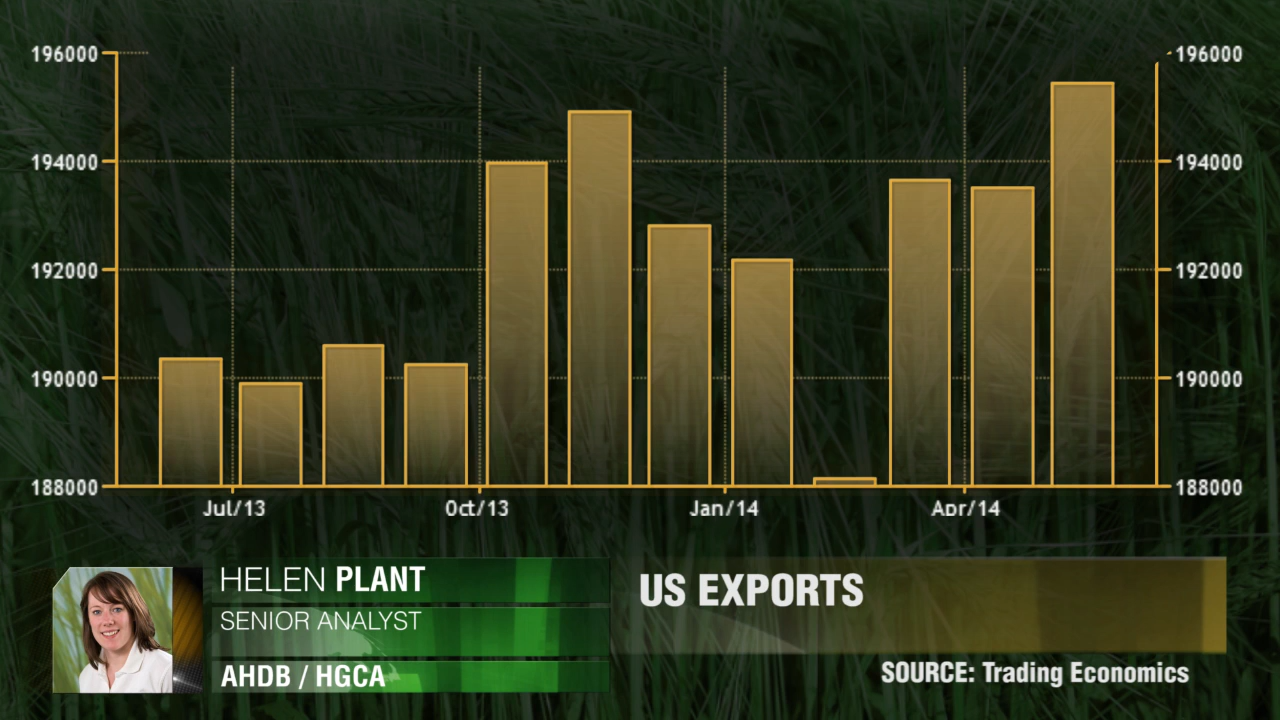 196000 196000
194000 194000
192000 192000
190000 190000
188000 188000
Jul/13 Oct/13 Jan/14 Apr/14
HELEN PLANT
SENIOR ANALYST
AHDB / HGCA
US EXPORTS
SOURCE: Trading Economics